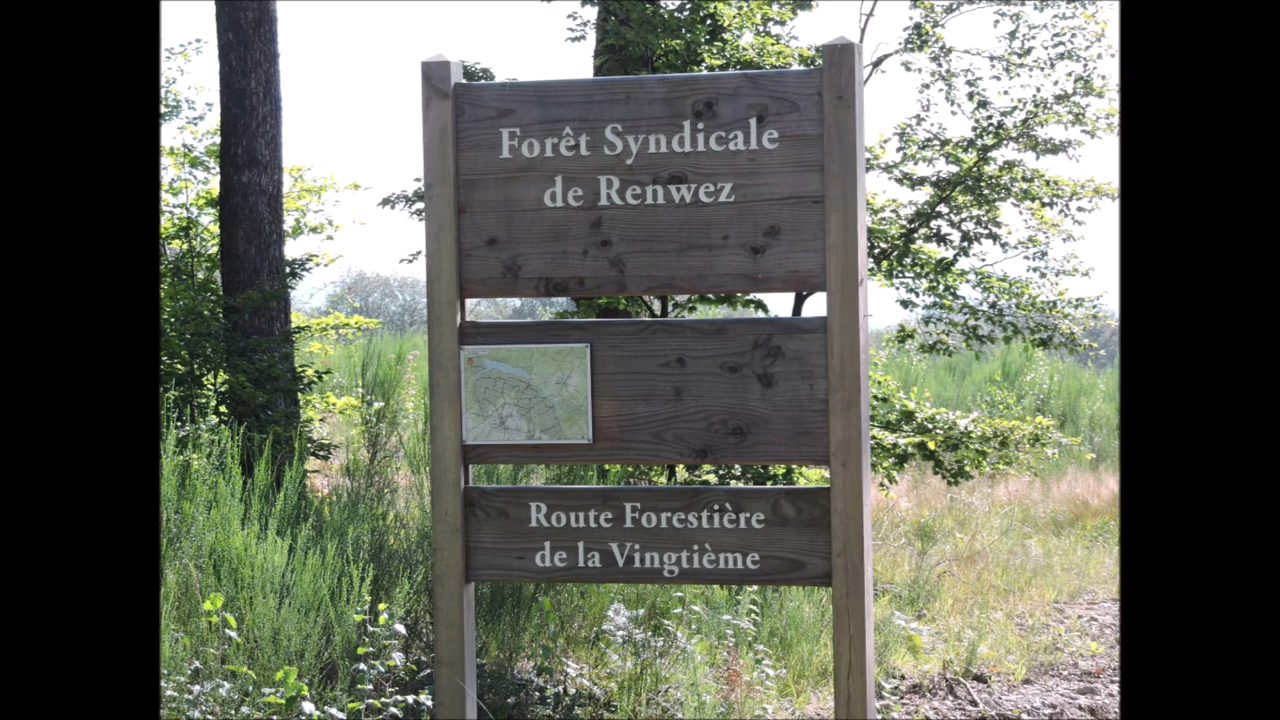 Forêt Syndicale
de Renwez
Route Forestière
de la Vingtième